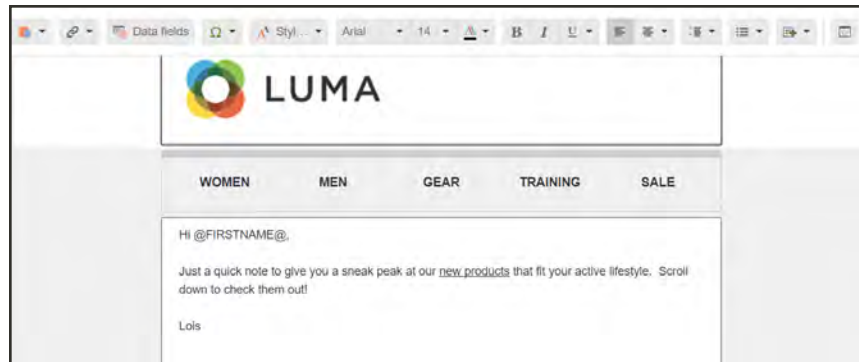 Data fields Ω Styl... Arial 14 A B I U
LUMA
WOMEN MEN GEAR TRAINING SALE
Hi @FIRSTNAME@,
Just a quick note to give you a sneak peak at our new products that fit your active lifestyle. Scroll
down to check them out!
Lois